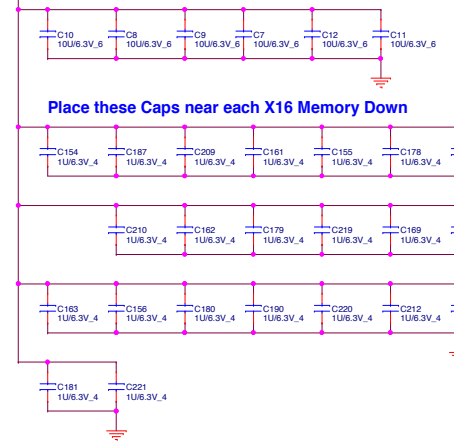 C10 C8 C9 C7 C12 C11
10U/6.3V_6 10U/6.3V_6 10U/6.3V_6 10U/6.3V_6 10U/6.3V_6 10U/6.3V_6
Place these Caps near each X16 Memory Down
C154 C187 C209 C161 C155 C178
1U/6.3V_4 1U/6.3V_4 1U/6.3V_4 1U/6.3V_4 1U/6.3V_4 1U/6.3V_4
C210 C162 C179 C219 C169
1U/6.3V_4 1U/6.3V_4 1U/6.3V_4 1U/6.3V_4 1U/6.3V_4
C163 C156 C180 C190 C220 C212
1U/6.3V_4 1U/6.3V_4 1U/6.3V_4 1U/6.3V_4 1U/6.3V_4 1U/6.3V_4
C181 C221
1U/6.3V_4 1U/6.3V_4